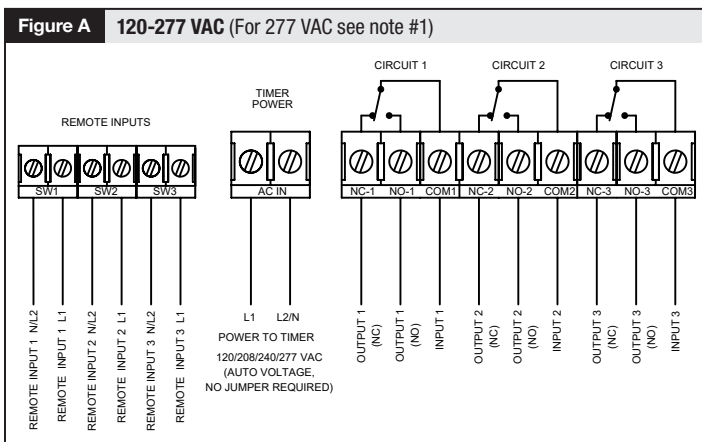 Figure A 120-277 VAC (For 277 VAC see note #1)
REMOTE INPUTS
SW1 SW2 SW3
REMOTE INPUT 1 N/L2
REMOTE INPUT 1 L1
REMOTE INPUT 2 N/L2
REMOTE INPUT 2 L1
REMOTE INPUT 3 N/L2
REMOTE INPUT 3 L1
TIMER
POWER
AC IN
L1 L2/N
POWER TO TIMER
120/208/240/277 VAC
(AUTO VOLTAGE,
NO JUMPER REQUIRED)
CIRCUIT 1 CIRCUIT 2 CIRCUIT 3
NC-1 NO-1 COM1 NC-2 NO-2 COM2 NC-3 NO-3 COM3
OUTPUT 1
(NC)
OUTPUT 1
(NO)
INPUT 1
OUTPUT 2
(NC)
OUTPUT 2
(NO)
INPUT 2
OUTPUT 3
(NC)
OUTPUT 3
(NO)
INPUT 3